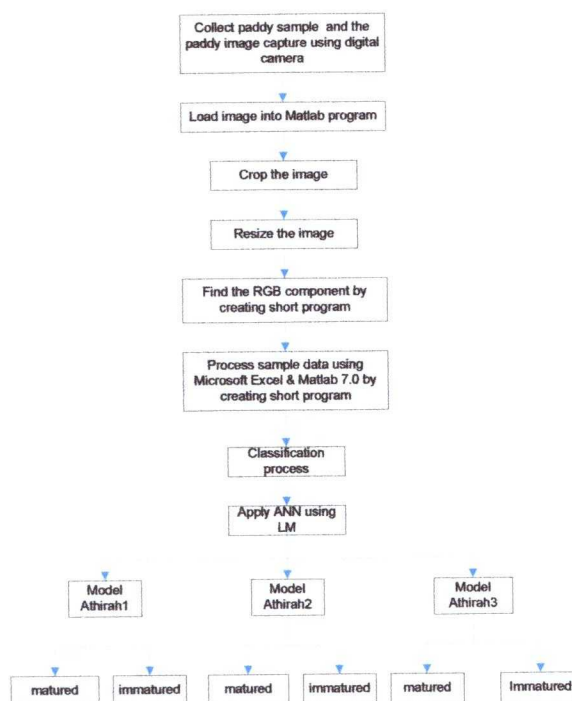 Collect paddy sample and the
paddy image capture using digital
camera
Load image into Matlab program
Crop the image
Resize the image
Find the RGB component by
creating short program
Process sample data using
Microsoft Excel & Matlab 7.0 by
creating short program
Classification
process
Apply ANN using
LM
Model
Athirah1
Model
Athirah2
Model
Athirah3
matured
immatured
matured
immatured
matured
Immatured